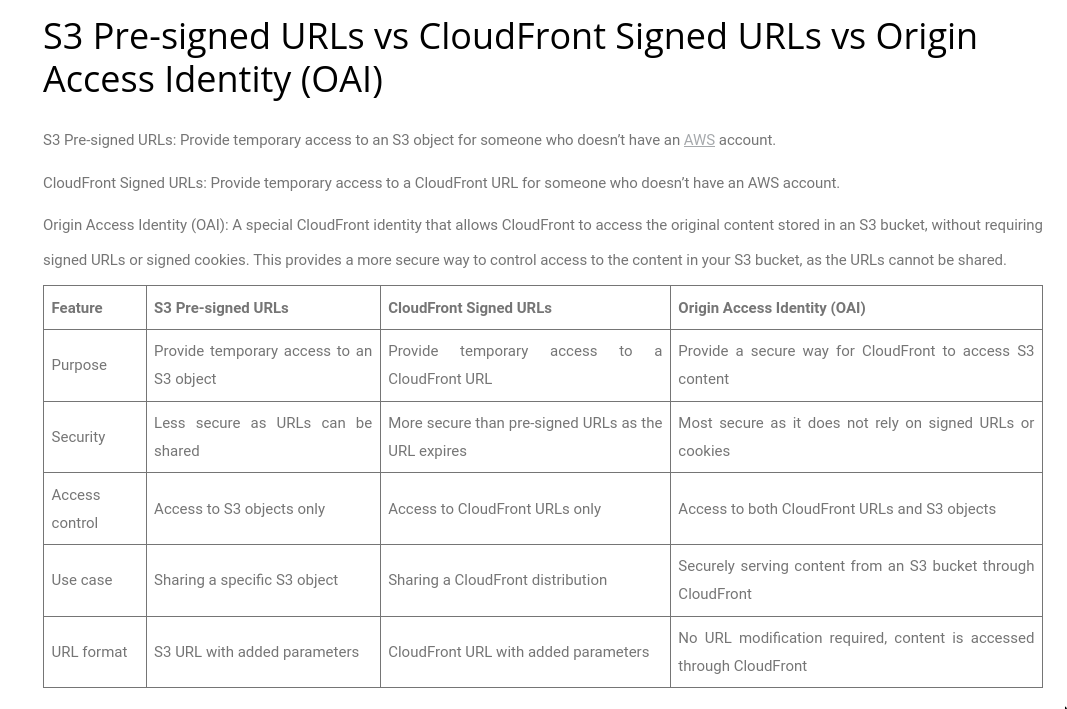 S3 Pre-signed URLs vs CloudFront Signed URLs vs Origin
Access Identity (OAI)
S3 Pre-signed URLs: Provide temporary access to an S3 object for someone who doesn’t have an AWS account.
CloudFront Signed URLs: Provide temporary access to a CloudFront URL for someone who doesn’t have an AWS account.
Origin Access Identity (OAI): A special CloudFront identity that allows CloudFront to access the original content stored in an S3 bucket, without requiring
signed URLs or signed cookies. This provides a more secure way to control access to the content in your S3 bucket, as the URLs cannot be shared.
Feature
S3 Pre-signed URLs
CloudFront Signed URLs
Origin Access Identity (OAI)
Purpose
Provide temporary access to an
S3 object
Provide temporary access to a
CloudFront URL
Provide a secure way for CloudFront to access S3
content
Security
Less secure as URLs can be
shared
More secure than pre-signed URLs as the
URL expires
Most secure as it does not rely on signed URLs or
cookies
Access
control
Access to S3 objects only
Access to CloudFront URLs only
Access to both CloudFront URLs and S3 objects
Use case
Sharing a specific S3 object
Sharing a CloudFront distribution
Securely serving content from an S3 bucket through
CloudFront
URL format
S3 URL with added parameters
CloudFront URL with added parameters
No URL modification required, content is accessed
through CloudFront